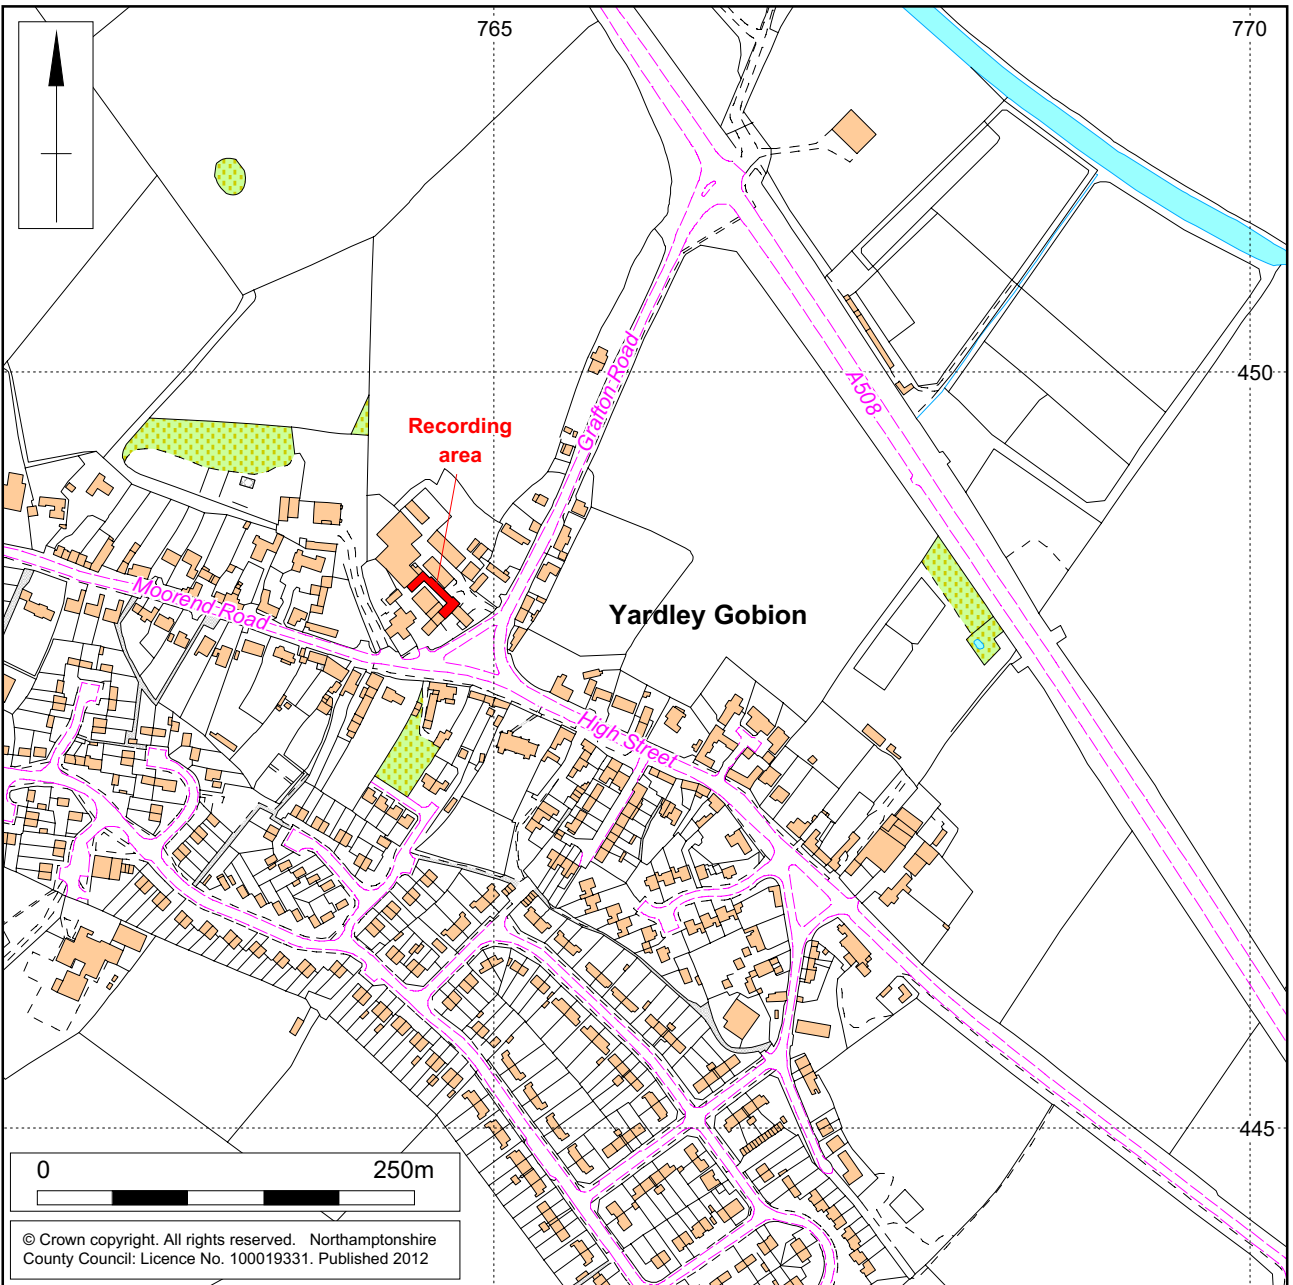 765
770
Grafton Road
A508
450
Recording
area
Moorend Road
Yardley Gobion
High Street
445
0 250m
© Crown copyright. All rights reserved. Northamptonshire
County Council: Licence No. 100019331. Published 2012